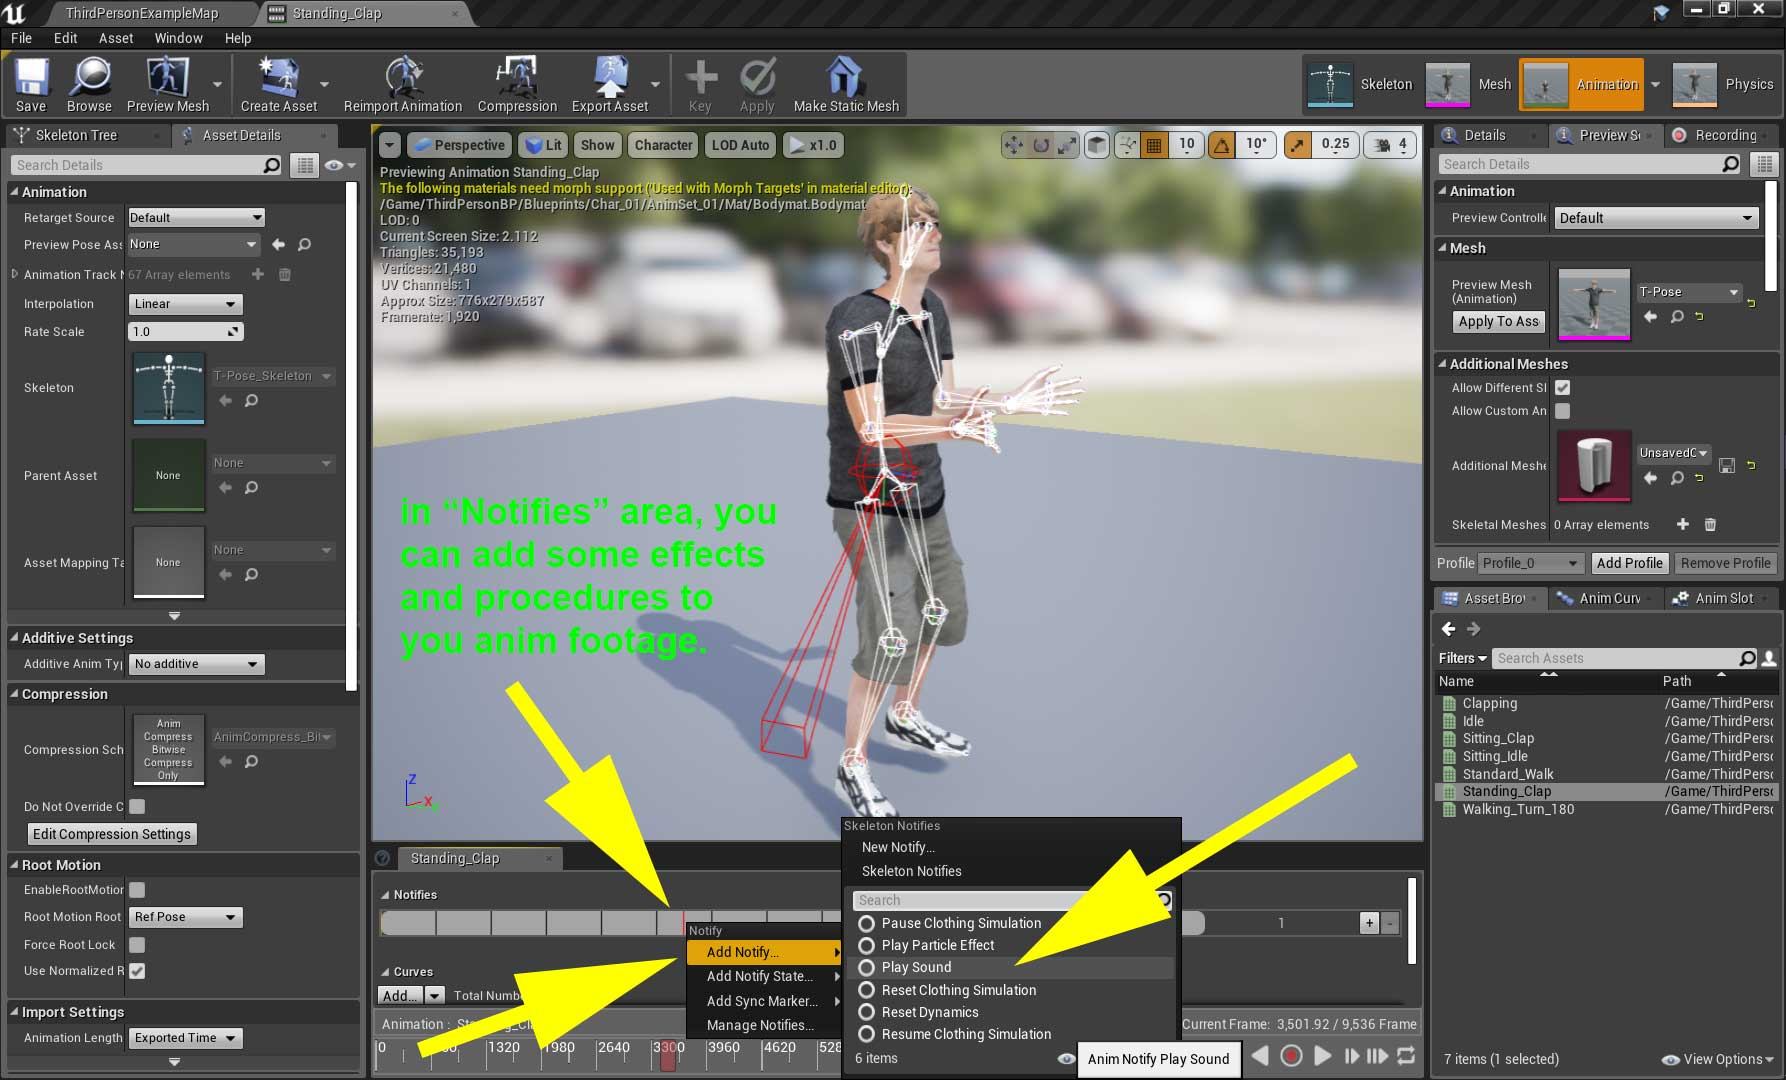 ThirdPersonExampleMap
Standing_Clap
File Edit Asset Window Help
Save Browse Preview Mesh Create Asset Reimport Animation Compression Export Asset Key Apply Make Static Mesh
Skeleton Mesh Animation Physics
Skeleton Tree Asset Details
Search Details
Animation
Retarget Source Default
Preview Pose Ass None
Animation Track N 67 Array elements
Interpolation Linear
Rate Scale 1.0
Skeleton T-Pose_Skeleton
Parent Asset None None
Asset Mapping Ta None None
Additive Settings
Additive Anim Typ No additive
Compression
Compression Sch
Anim
Compress
Bitwise
Compress
Only
AnimCompress_Bit
Do Not Override C
Edit Compression Settings
Root Motion
EnableRootMotion
Root Motion Root Ref Pose
Force Root Lock
Use Normalized R
Import Settings
Animation Length Exported Time
Perspective Lit Show Character LOD Auto x1.0 10 10° 0.25 4
Previewing Animation Standing_Clap
The following materials need morph support ('Used with Morph Targets' in material editor):
/Game/ThirdPersonBP/Blueprints/Char_01/AnimSet_01/Mat/Bodymat.Bodymat
LOD: 0
Current Screen Size: 2.112
Triangles: 35,193
Vertices: 21,480
UV Channels: 1
Approx Size: 776x279x587
Framerate: 1,920
in “Notifies” area, you
can add some effects
and procedures to
you anim footage.
Z
X
Standing_Clap
Notifies
1
+ -
Curves
Add...
Animation :
1320 1980 2640 3300 3960 4620
0
Notify
Add Notify...
Add Notify State...
Add Sync Marker...
Manage Notifies...
Skeleton Notifies
New Notify...
Skeleton Notifies
Search
Pause Clothing Simulation
Play Particle Effect
Play Sound
Reset Clothing Simulation
Reset Dynamics
Resume Clothing Simulation
6 items
Anim Notify Play Sound
Current Frame: 3,501.92 / 9,536 Frame
Details Preview Sc Recording
Search Details
Animation
Preview Controlle Default
Mesh
Preview Mesh
(Animation)
T-Pose
Apply To Ass
Additional Meshes
Allow Different Sk
Allow Custom An
Additional Meshe UnsavedC
Skeletal Meshes 0 Array elements
Profile Profile_0 Add Profile Remove Profile
Asset Brov Anim Curv Anim Slot
Filters Search Assets
Name Path
Clapping /Game/ThirdPerso
Idle /Game/ThirdPerso
Sitting_Clap /Game/ThirdPerso
Sitting_Idle /Game/ThirdPerso
Standard_Walk /Game/ThirdPerso
Standing_Clap /Game/ThirdPerso
Walking_Turn_180 /Game/ThirdPerso
7 items (1 selected) View Options